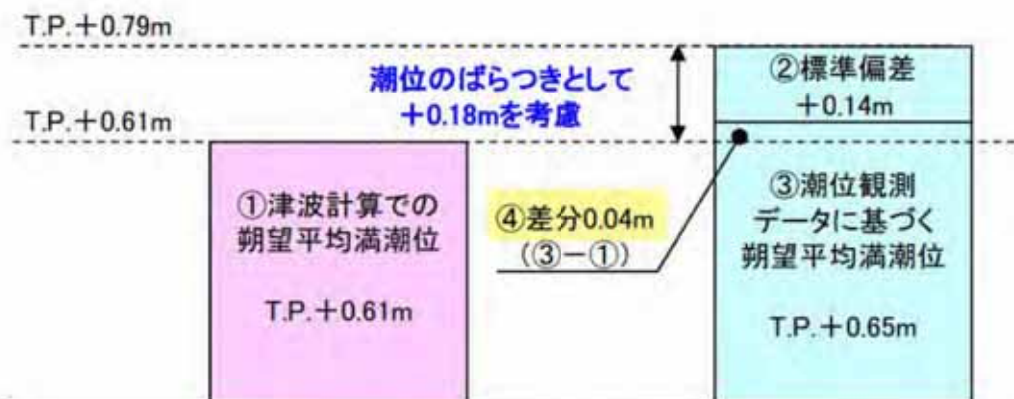 T.P.＋0.79m
潮位のばらつきとして
＋0.18mを考慮
②標準偏差
＋0.14m
T.P.＋0.61m
①津波計算での
朔望平均満潮位
T.P.＋0.61m
④差分0.04m
(③－①)
③潮位観測
データに基づく
朔望平均満潮位
T.P.＋0.65m